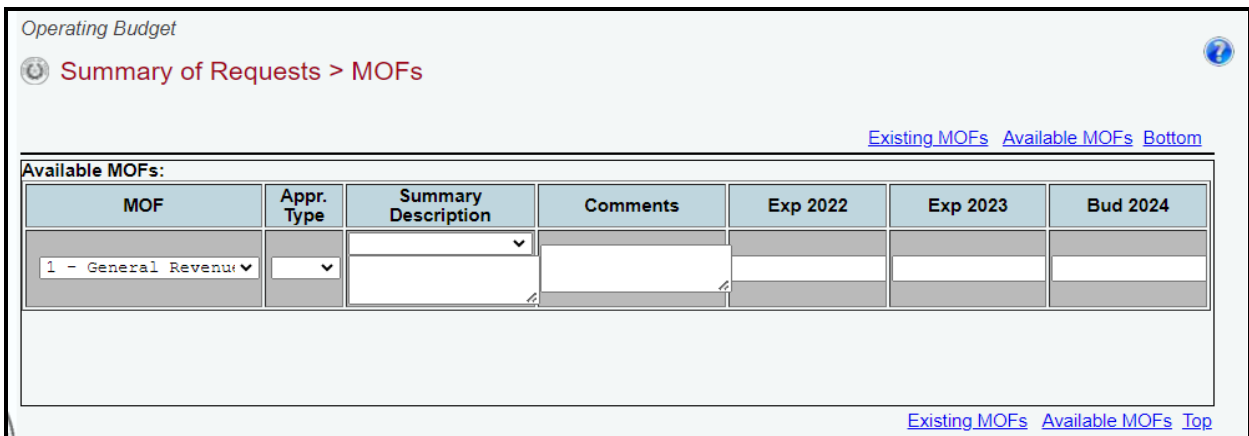 Operating Budget
Summary of Requests > MOFs
Existing MOFs Available MOFs Bottom
Available MOFs:
MOF Appr. Type Summary Description Comments Exp 2022 Exp 2023 Bud 2024
1 - General Revenu
Existing MOFs Available MOFs Top